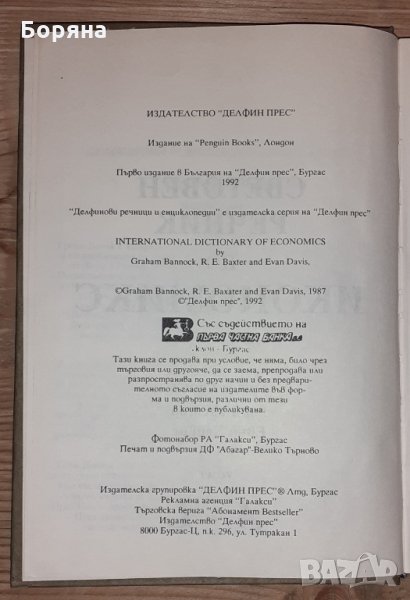 Боряна
ИЗДАТЕЛСТВО "ДЕЛФИН ПРЕС"
Издание на "Penguin Books", Лондон
Първо издание в България на "Делфин прес", Бургас
1992
"Делфинови речници и енциклопедии" е издателска серия на "Делфин прес"
INTERNATIONAL DICTIONARY OF ECONOMICS
by
Graham Bannock, R. E. Baxter and Evan Davis,
©Graham Bannock, R. E. Baxater and Evan Davis, 1987
©"Делфин прес", 1992
Със съдействието на
ПЪРВА ЧАСТНА БАНКА
клон - Бургас
Тази книга се продава при условие, че няма, било чрез
търговия или другояче, да се заема, препродава или
разпространява по друг начин и без предвари-
телното съгласие на издателите във фор-
ма и подвързия, различни от тези
в които е публикувана.
Фотонабор РА "Галакси", Бургас
Печат и подвързия ДФ "Абагар"-Велико Търново
Издателска групировка "ДЕЛФИН ПРЕС"® Лтд, Бургас
Рекламна агенция "Галакси"
Търговска верига "Абонамент Bestseller"
Издателство "Делфин прес"
8000 Бургас-Ц, п.к. 296, ул. Тутракан 1
BAZAR